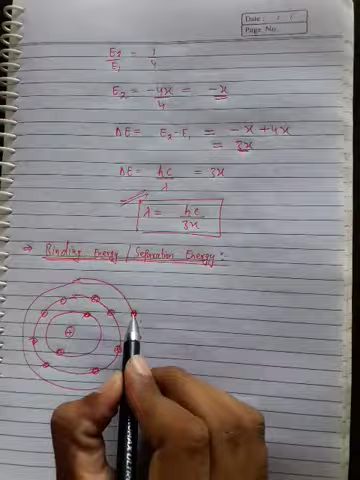 Date :
Page No.
E₂/E₁ = 1/4
E₂ = -4x/4 = -x
ΔE = E₂ - E₁ = -x + 4x
= 3x
ΔE = hc/λ = 3x
λ = hc/3x
⇒ Binding Energy / Separation Energy :
+